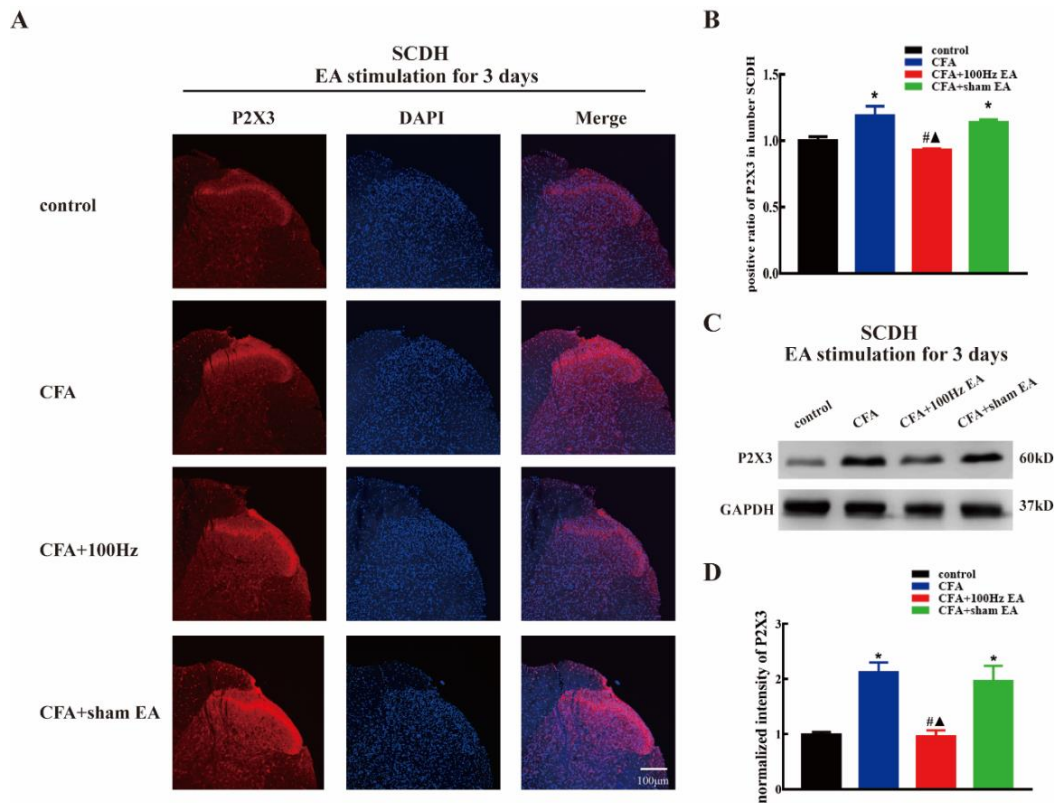 A
SCDH
EA stimulation for 3 days
P2X3 DAPI Merge
control
CFA
CFA+100Hz
CFA+sham EA
100μm
B
control
CFA
CFA+100Hz EA
CFA+sham EA
positive ratio of P2X3 in lumber SCDH
1.5
1.0
0.5
0.0
*
#▲
*
C
SCDH
EA stimulation for 3 days
control CFA CFA+100Hz EA CFA+sham EA
P2X3 60kD
GAPDH 37kD
D
control
CFA
CFA+100Hz EA
CFA+sham EA
normalized intensity of P2X3
3
2
1
0
*
#▲
*